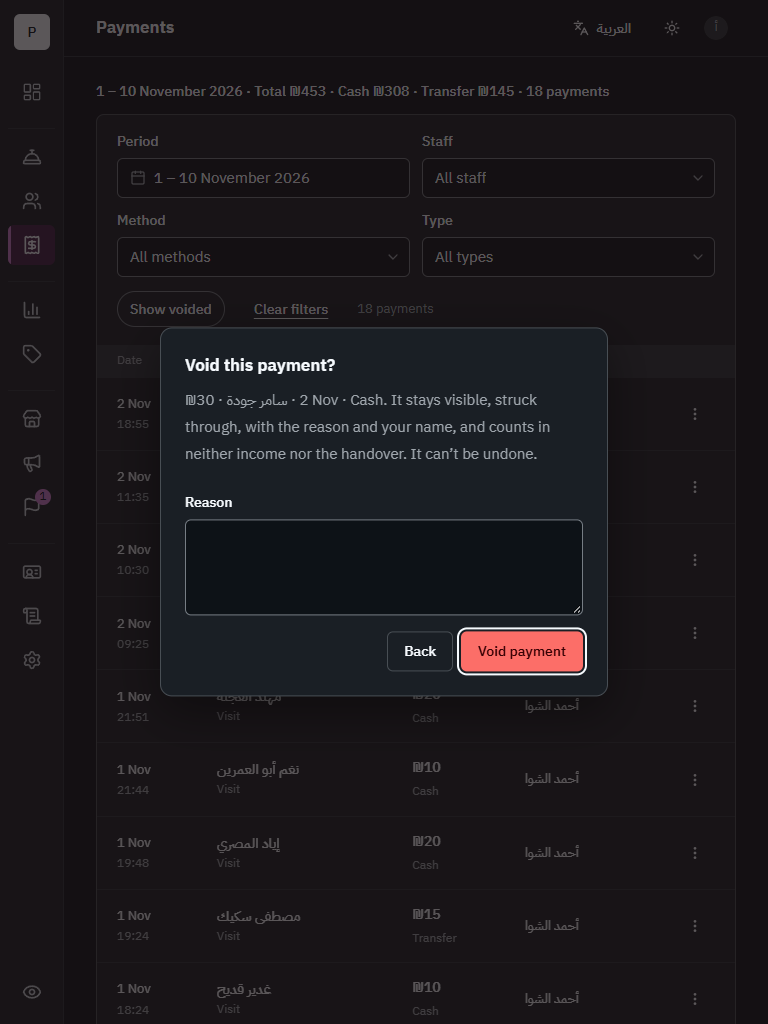 P
Payments
العربية
أ
1 – 10 November 2026 · Total ₪453 · Cash ₪308 · Transfer ₪145 · 18 payments
Period
Staff
1 – 10 November 2026
All staff
Method
Type
All methods
All types
Show voided
Clear filters
18 payments
Date
Void this payment?
₪30 · سامر جودة · 2 Nov · Cash. It stays visible, struck
through, with the reason and your name, and counts in
neither income nor the handover. It can’t be undone.
Reason
Back
Void payment
2 Nov
18:55
2 Nov
11:35
1
2 Nov
10:30
2 Nov
09:25
1 Nov
21:51
Visit
Cash
أحمد الشوا
1 Nov
21:44
نغم أبو العمرين
Visit
₪10
Cash
أحمد الشوا
1 Nov
19:48
إياد المصري
Visit
₪20
Cash
أحمد الشوا
1 Nov
19:24
مصطفى سكيك
Visit
₪15
Transfer
أحمد الشوا
1 Nov
18:24
غدير قديح
Visit
₪10
Cash
أحمد الشوا